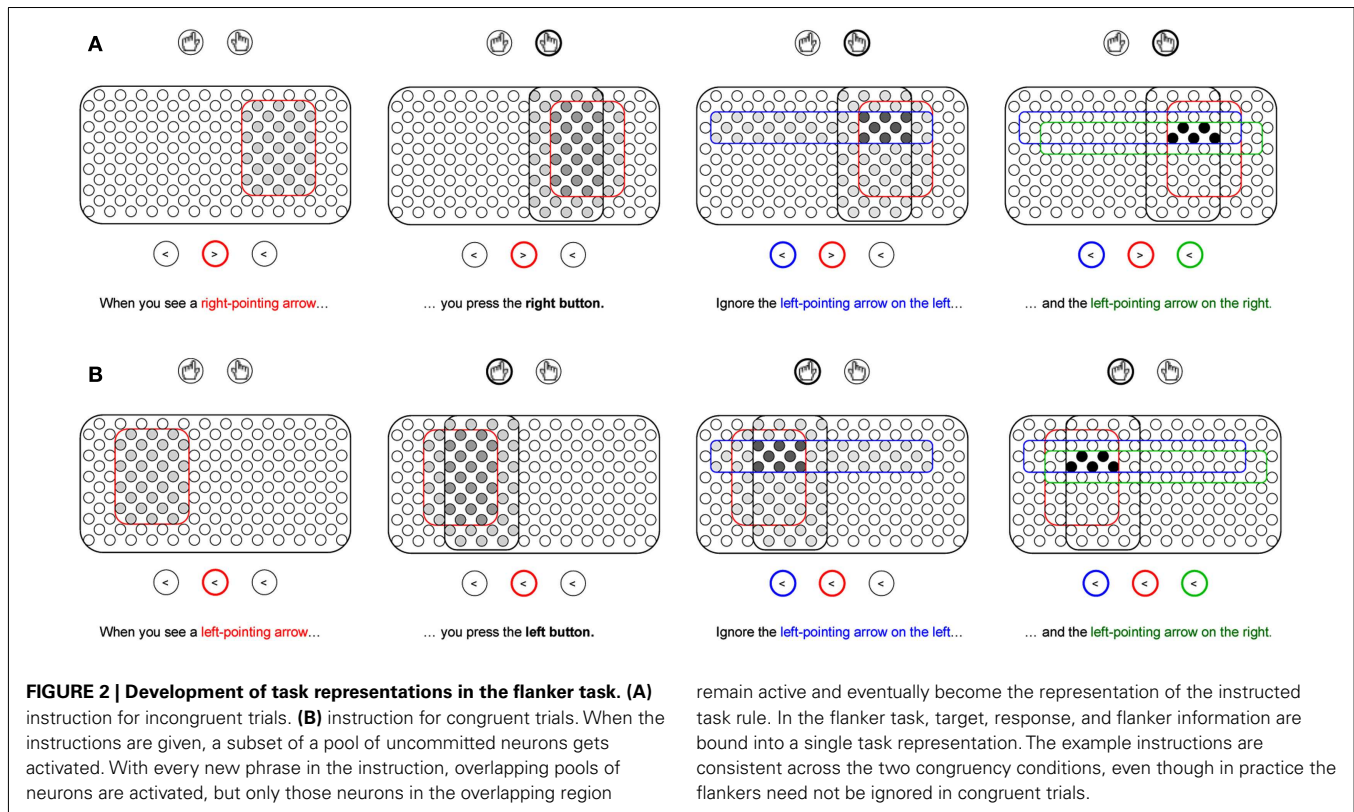 A
< > <
< > <
< > <
< > <
When you see a right-pointing arrow…
… you press the right button.
Ignore the left-pointing arrow on the left…
… and the left-pointing arrow on the right.
B
< < <
< < <
< < <
< < <
When you see a left-pointing arrow…
… you press the left button.
Ignore the left-pointing arrow on the left…
… and the left-pointing arrow on the right.
FIGURE 2 | Development of task representations in the flanker task. (A)
instruction for incongruent trials. (B) instruction for congruent trials. When the
instructions are given, a subset of a pool of uncommitted neurons gets
activated. With every new phrase in the instruction, overlapping pools of
neurons are activated, but only those neurons in the overlapping region
remain active and eventually become the representation of the instructed
task rule. In the flanker task, target, response, and flanker information are
bound into a single task representation. The example instructions are
consistent across the two congruency conditions, even though in practice the
flankers need not be ignored in congruent trials.